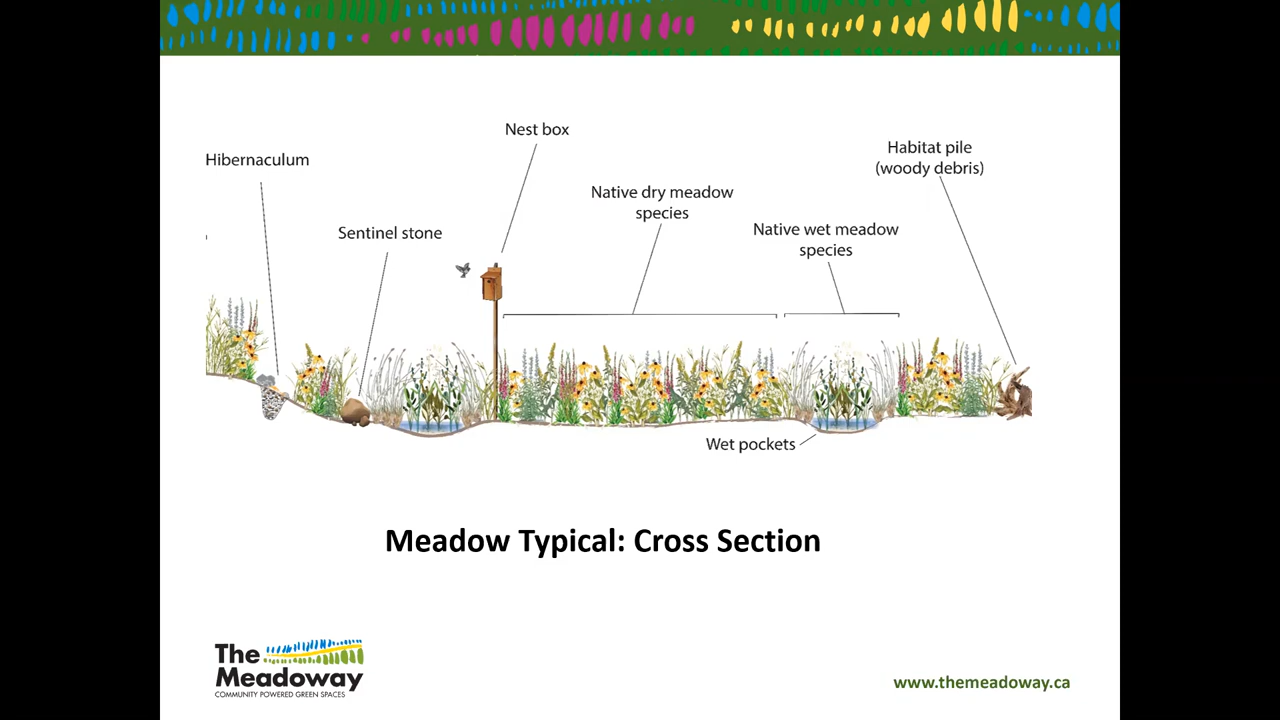 Nest box
Habitat pile
(woody debris)
Hibernaculum
Native dry meadow
species
Sentinel stone
Native wet meadow
species
Wet pockets
Meadow Typical: Cross Section
The
Meadoway
COMMUNITY POWERED GREEN SPACES
www.themeadoway.ca